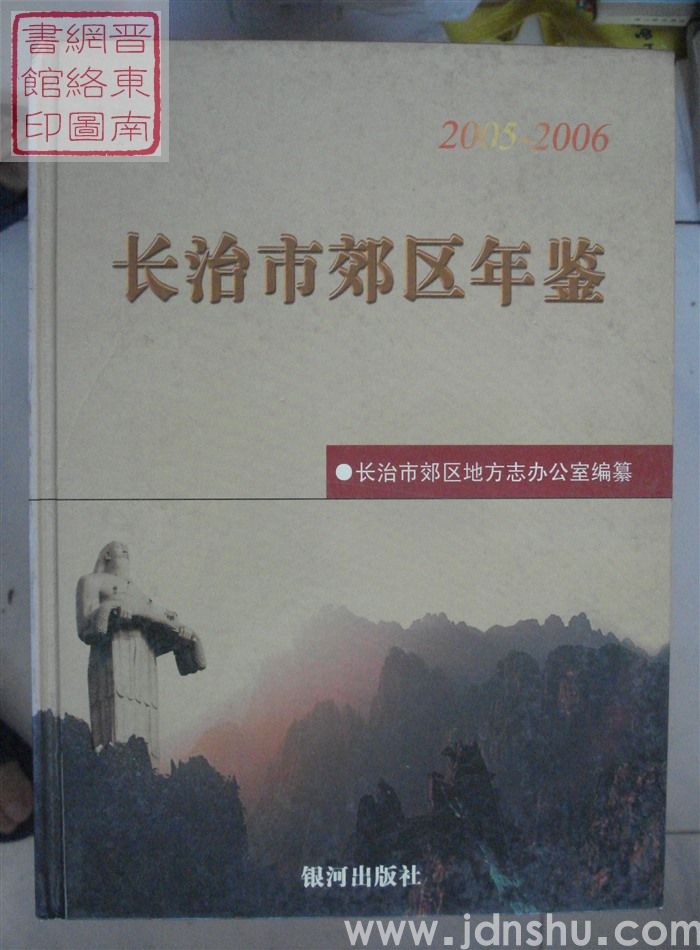 晋東南
網絡圖
書館印
2005-2006
长治市郊区年鉴
●长治市郊区地方志办公室编纂
银河出版社
www.jdnshu.com